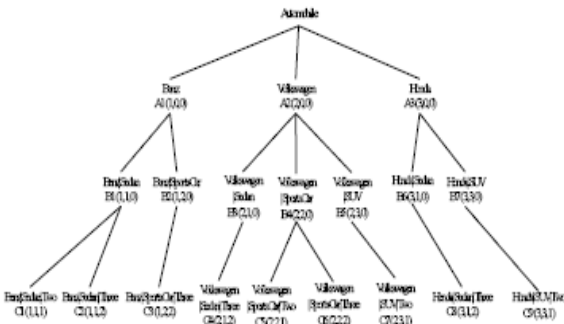 Automobile
Benz
A1(1,0,0)
Volkswagen
A2(2,0,0)
Honda
A3(3,0,0)
Benz|Sedan
B1(1,1,0)
Benz|SportsCar
B2(1,2,0)
Volkswagen
|Sedan
B3(2,1,0)
Volkswagen
|SportsCar
B4(2,2,0)
Volkswagen
|SUV
B5(2,3,0)
Honda|Sedan
B6(3,1,0)
Honda|SUV
B7(3,3,0)
Benz|Sedan|Two
C1(1,1,1)
Benz|Sedan|Three
C2(1,1,2)
Benz|SportsCar|Three
C3(1,2,2)
Volkswagen
|Sedan|Three
C4(2,1,2)
Volkswagen
|SportsCar|Two
C5(2,2,1)
Volkswagen
|SportsCar|Three
C6(2,2,2)
Volkswagen
|SUV|Two
C7(2,3,1)
Honda|Sedan|Three
C8(3,1,2)
Honda|SUV|Two
C9(3,3,1)